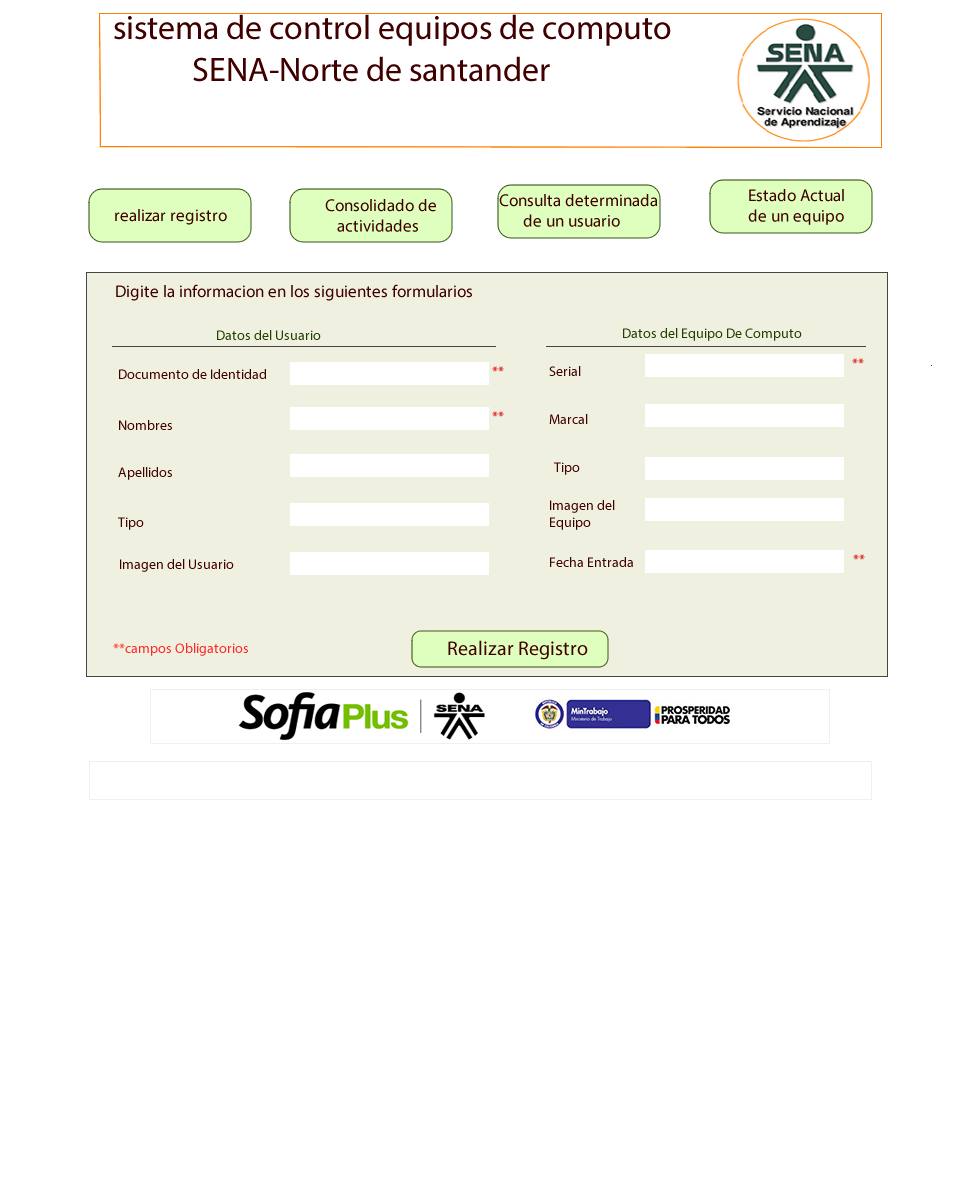 sistema de control equipos de computo
SENA-Norte de santander
SENA
Servicio Nacional
de Aprendizaje
realizar registro
Consolidado de
actividades
Consulta determinada
de un usuario
Estado Actual
de un equipo
Digite la informacion en los siguientes formularios
Datos del Usuario
Documento de Identidad **
Nombres **
Apellidos
Tipo
Imagen del Usuario
Datos del Equipo De Computo
Serial **
Marcal
Tipo
Imagen del
Equipo
Fecha Entrada **
**campos Obligatorios
Realizar Registro
Sofia Plus
SENA
MinTrabajo
Ministerio de Trabajo
PROSPERIDAD
PARA TODOS